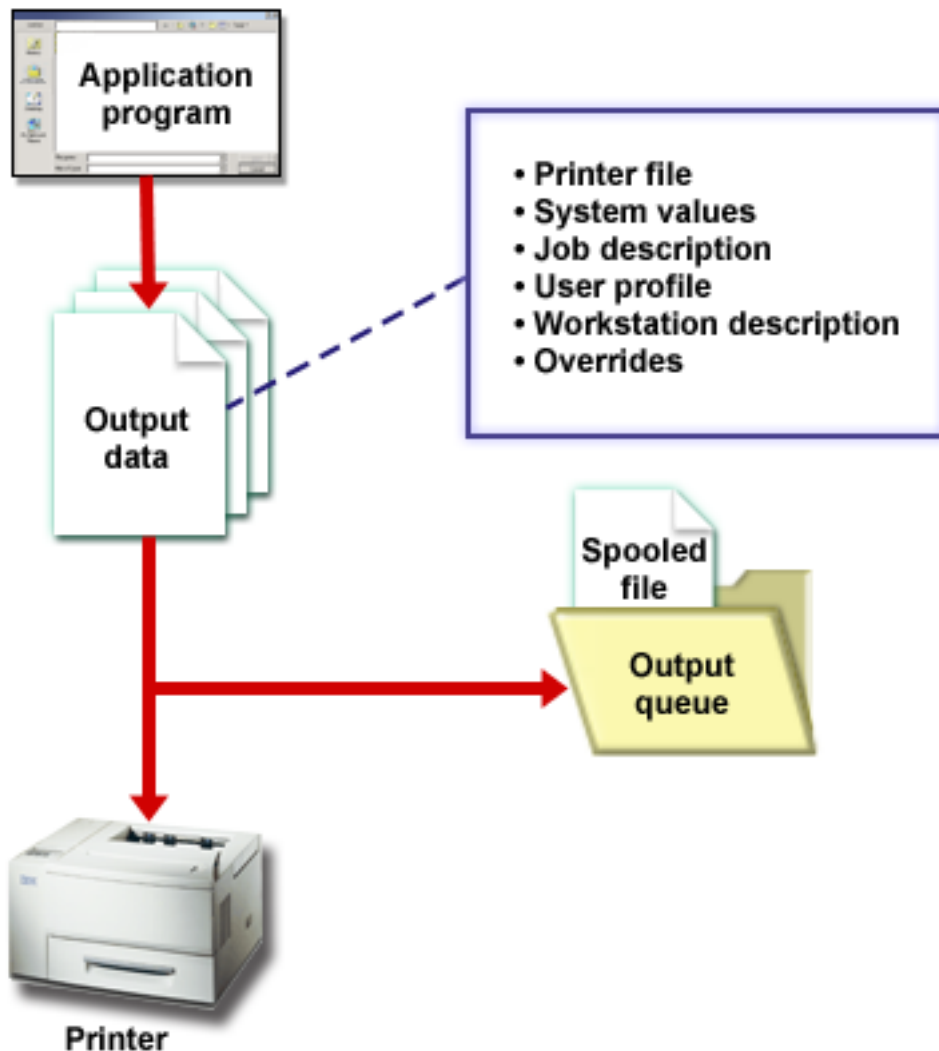 Application
program
• Printer file
• System values
• Job description
• User profile
• Workstation description
• Overrides
Output
data
Spooled
file
Output
queue
IBM
Printer